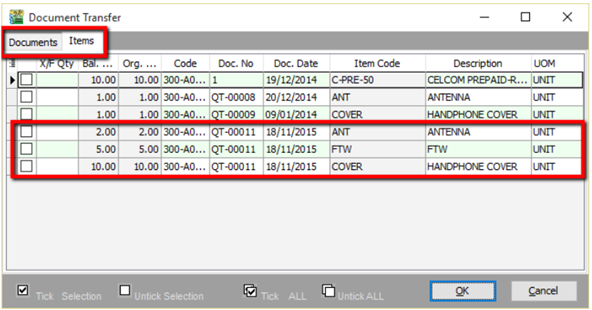 Document Transfer
Documents Items
X/F Qty Bal. ... Org. ... Code Doc. No Doc. Date Item Code Description UOM
10.00 10.00 300-A0... 1 19/12/2014 C-PRE-50 CELCOM PREPAID-R... UNIT
1.00 1.00 300-A0... QT-00008 20/12/2014 ANT ANTENNA UNIT
1.00 1.00 300-A0... QT-00009 09/01/2014 COVER HANDPHONE COVER UNIT
2.00 2.00 300-A0... QT-00011 18/11/2015 ANT ANTENNA UNIT
5.00 5.00 300-A0... QT-00011 18/11/2015 FTW FTW UNIT
10.00 10.00 300-A0... QT-00011 18/11/2015 COVER HANDPHONE COVER UNIT
Tick Selection Untick Selection Tick ALL Untick ALL OK Cancel